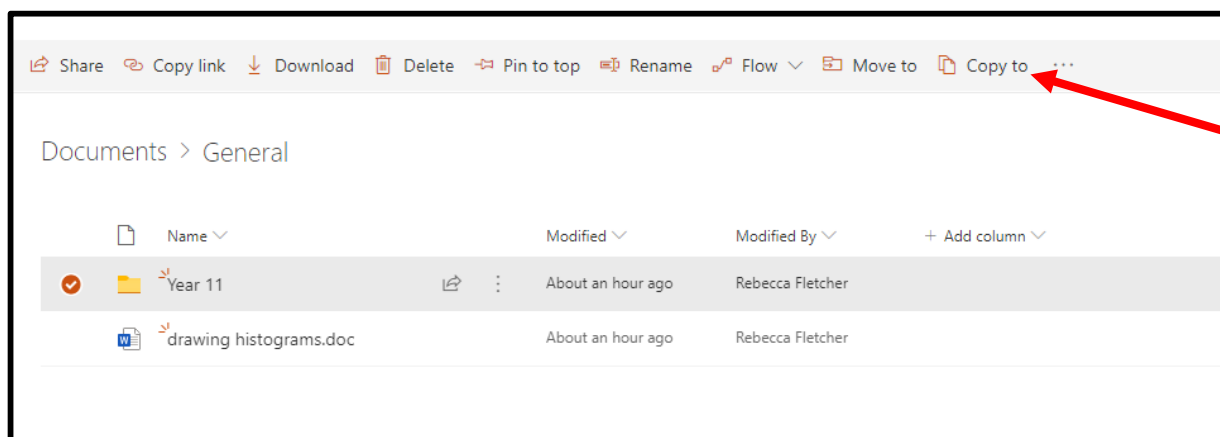 Share Copy link Download Delete Pin to top Rename Flow Move to Copy to ...
Documents > General
Name Modified Modified By + Add column
Year 11 About an hour ago Rebecca Fletcher
drawing histograms.doc About an hour ago Rebecca Fletcher